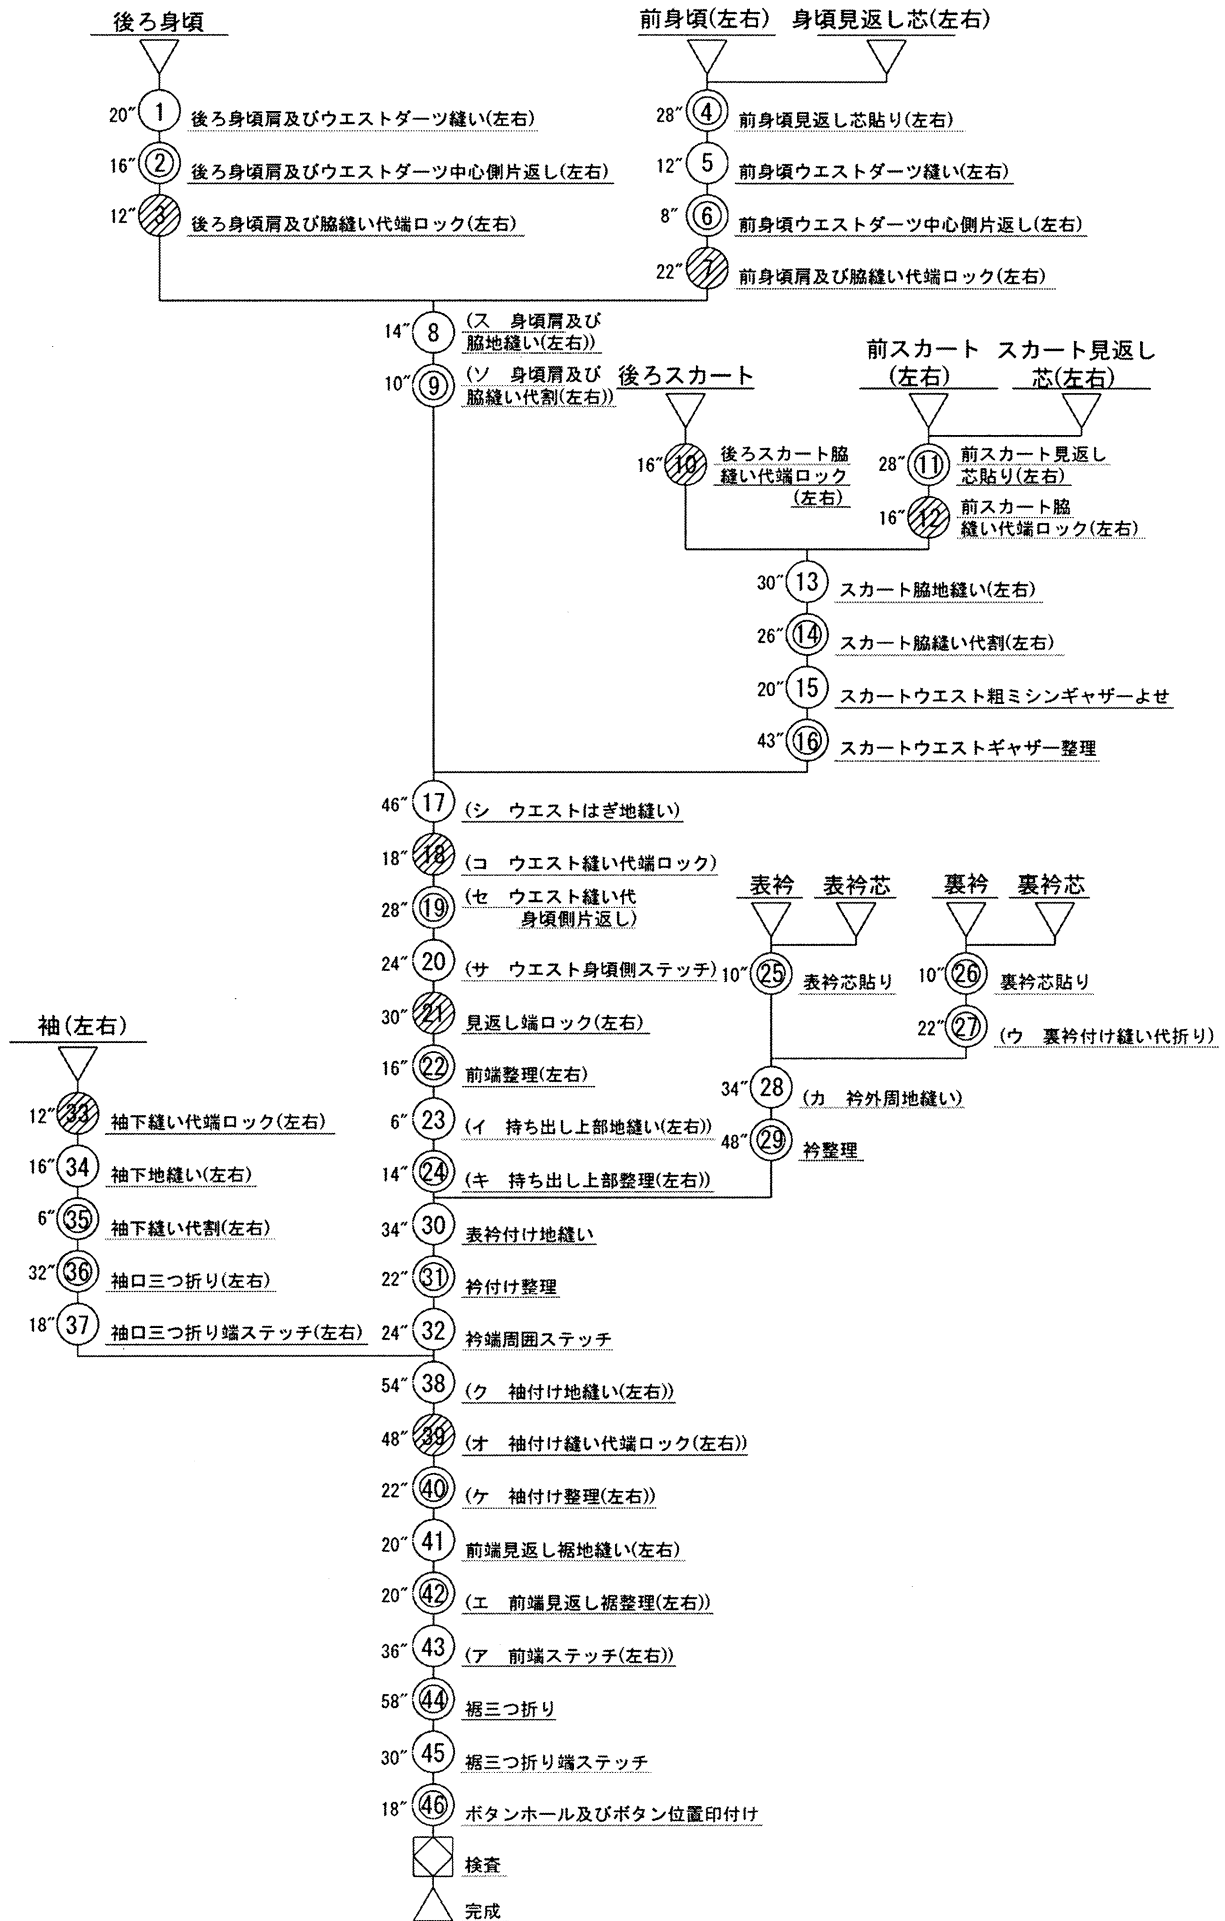 後ろ身頃
20″ 1 後ろ身頃肩及びウエストダーツ縫い(左右)
16″ 2 後ろ身頃肩及びウエストダーツ中心側片返し(左右)
12″ 3 後ろ身頃肩及び脇縫い代端ロック(左右)
前身頃(左右) 身頃見返し芯(左右)
28″ 4 前身頃見返し芯貼り(左右)
12″ 5 前身頃ウエストダーツ縫い(左右)
8″ 6 前身頃ウエストダーツ中心側片返し(左右)
22″ 7 前身頃肩及び脇縫い代端ロック(左右)
14″ 8 (ス 身頃肩及び
脇地縫い(左右))
10″ 9 (ソ 身頃肩及び
脇縫い代割(左右))
後ろスカート
16″ 10 後ろスカート脇
縫い代端ロック
(左右)
前スカート スカート見返し
(左右) 芯(左右)
28″ 11 前スカート見返し
芯貼り(左右)
16″ 12 前スカート脇
縫い代端ロック(左右)
30″ 13 スカート脇地縫い(左右)
26″ 14 スカート脇縫い代割(左右)
20″ 15 スカートウエスト粗ミシンギャザーよせ
43″ 16 スカートウエストギャザー整理
46″ 17 (シ ウエストはぎ地縫い)
18″ 18 (コ ウエスト縫い代端ロック)
28″ 19 (セ ウエスト縫い代
身頃側片返し)
24″ 20 (サ ウエスト身頃側ステッチ)
30″ 21 見返し端ロック(左右)
16″ 22 前端整理(左右)
6″ 23 (イ 持ち出し上部地縫い(左右))
14″ 24 (キ 持ち出し上部整理(左右))
表衿 表衿芯 裏衿 裏衿芯
10″ 25 表衿芯貼り
10″ 26 裏衿芯貼り
22″ 27 (ウ 裏衿付け縫い代折り)
34″ 28 (カ 衿外周地縫い)
48″ 29 衿整理
34″ 30 表衿付け地縫い
22″ 31 衿付け整理
24″ 32 衿端周囲ステッチ
袖(左右)
12″ 33 袖下縫い代端ロック(左右)
16″ 34 袖下地縫い(左右)
6″ 35 袖下縫い代割(左右)
32″ 36 袖口三つ折り(左右)
18″ 37 袖口三つ折り端ステッチ(左右)
54″ 38 (ク 袖付け地縫い(左右))
48″ 39 (オ 袖付け縫い代端ロック(左右))
22″ 40 (ケ 袖付け整理(左右))
20″ 41 前端見返し裾地縫い(左右)
20″ 42 (エ 前端見返し裾整理(左右))
36″ 43 (ア 前端ステッチ(左右))
58″ 44 裾三つ折り
30″ 45 裾三つ折り端ステッチ
18″ 46 ボタンホール及びボタン位置印付け
検査
完成